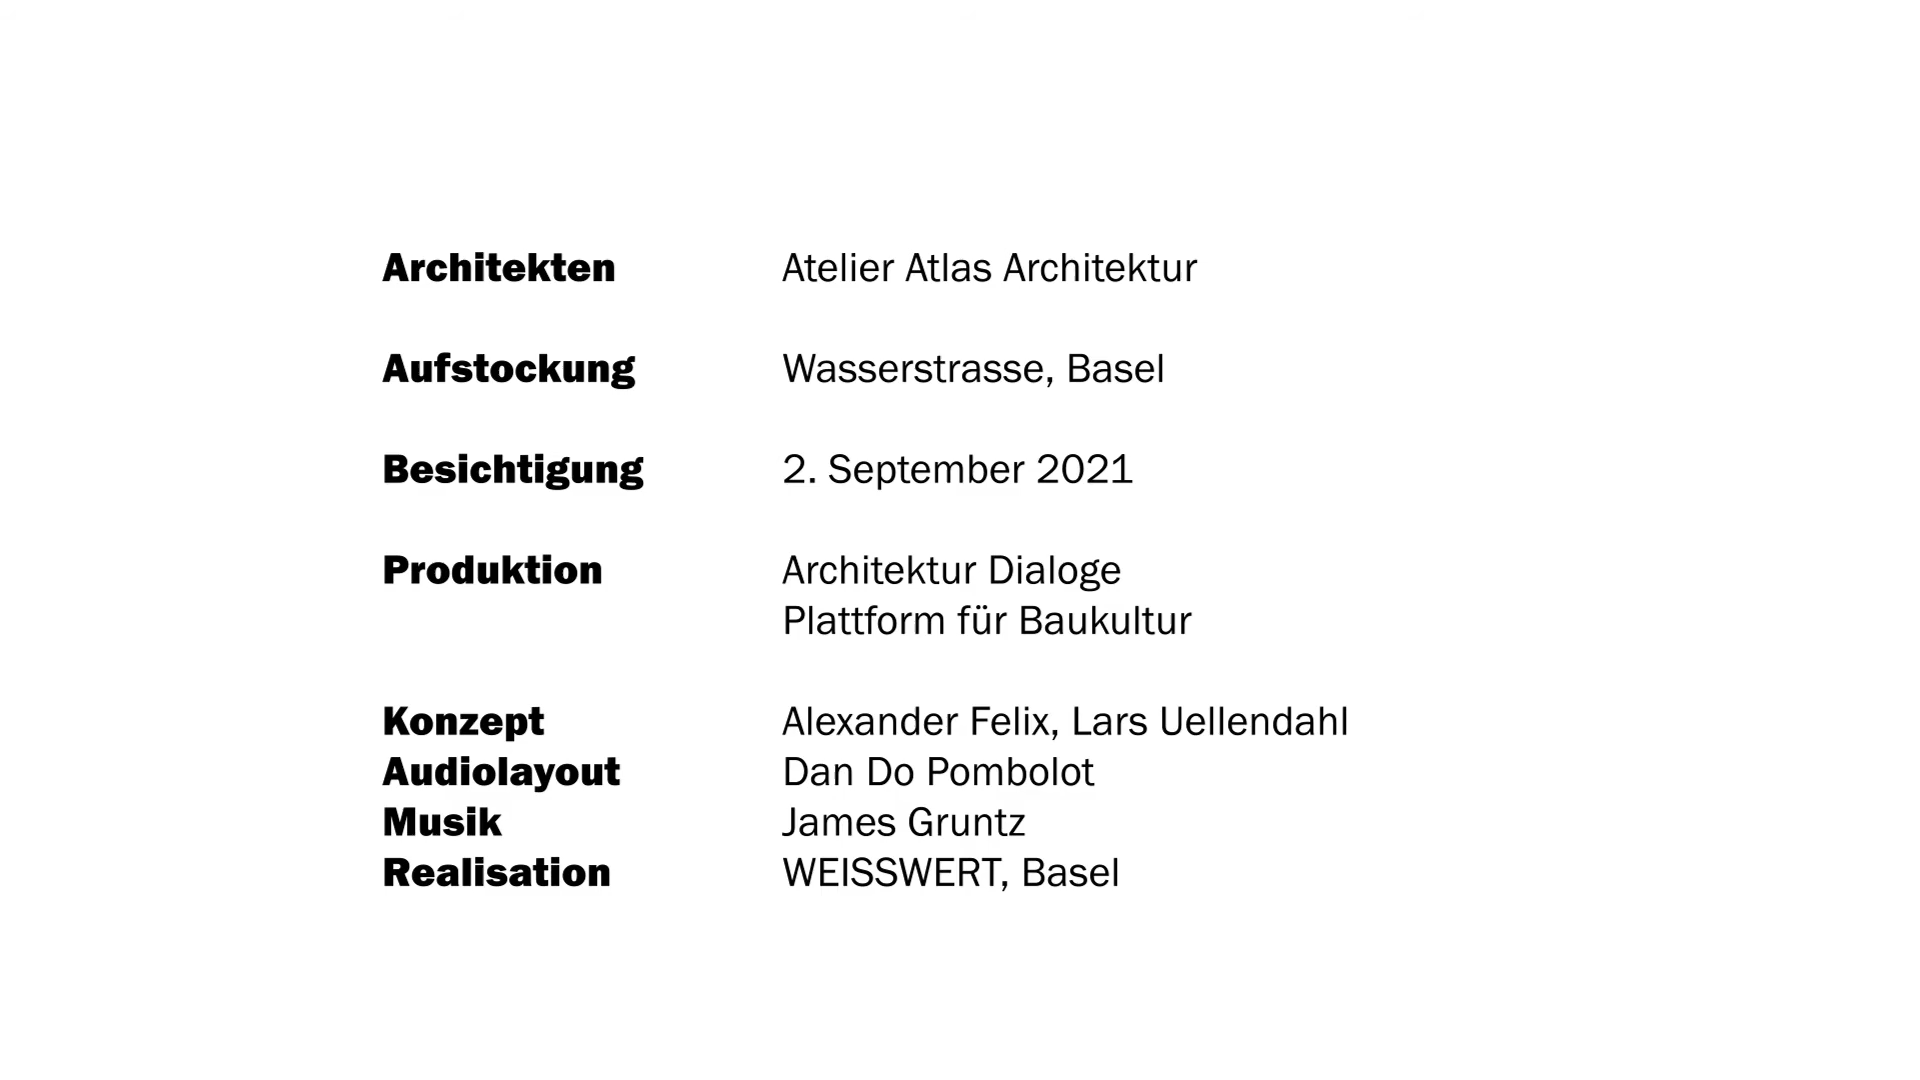 Architekten Atelier Atlas Architektur
Aufstockung Wasserstrasse, Basel
Besichtigung 2. September 2021
Produktion Architektur Dialoge
Plattform für Baukultur
Konzept Alexander Felix, Lars Uellendahl
Audiolayout Dan Do Pombolot
Musik James Gruntz
Realisation WEISSWERT, Basel